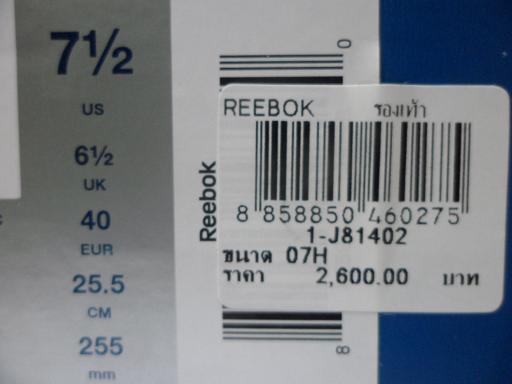 7½
US
6½
UK
40
EUR
25.5
CM
255
mm
Reebok
0
8
REEBOK รองเท้า
8 858850 460275
1-J81402
ขนาด 07H
ราคา 2,600.00 บาท